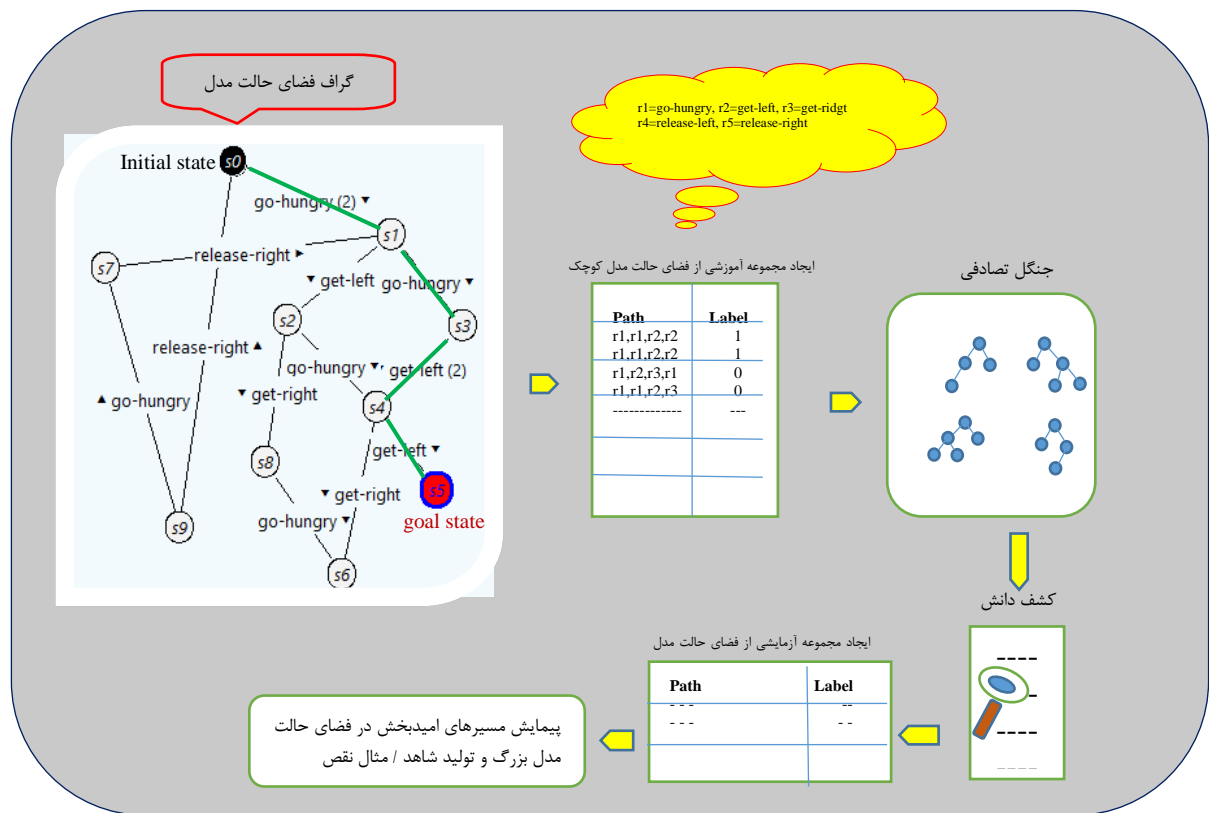 گراف فضای حالت مدل
r1=go-hungry, r2=get-left, r3=get-ridgt
r4=release-left, r5=release-right
Initial state
s0
go-hungry (2) ▼
s1
release-right ►
s7
▼ get-left
go-hungry ▼
s2
s3
release-right ▲
go-hungry ▼
get-left (2)
▼ get-right
▲ go-hungry
s4
get-left ▼
s8
▼ get-right
s5
go-hungry ▼
goal state
s9
s6
ایجاد مجموعه آموزشی از فضای حالت مدل کوچک
Path Label
r1,r1,r2,r2 1
r1,r1,r2,r2 1
r1,r2,r3,r1 0
r1,r1,r2,r3 0
------------- ---
جنگل تصادفی
کشف دانش
----
----
----
----
ایجاد مجموعه آزمایشی از فضای حالت مدل
Path Label
- - - --
- - - - -
پیمایش مسیرهای امیدبخش در فضای حالت
مدل بزرگ و تولید شاهد / مثال نقض